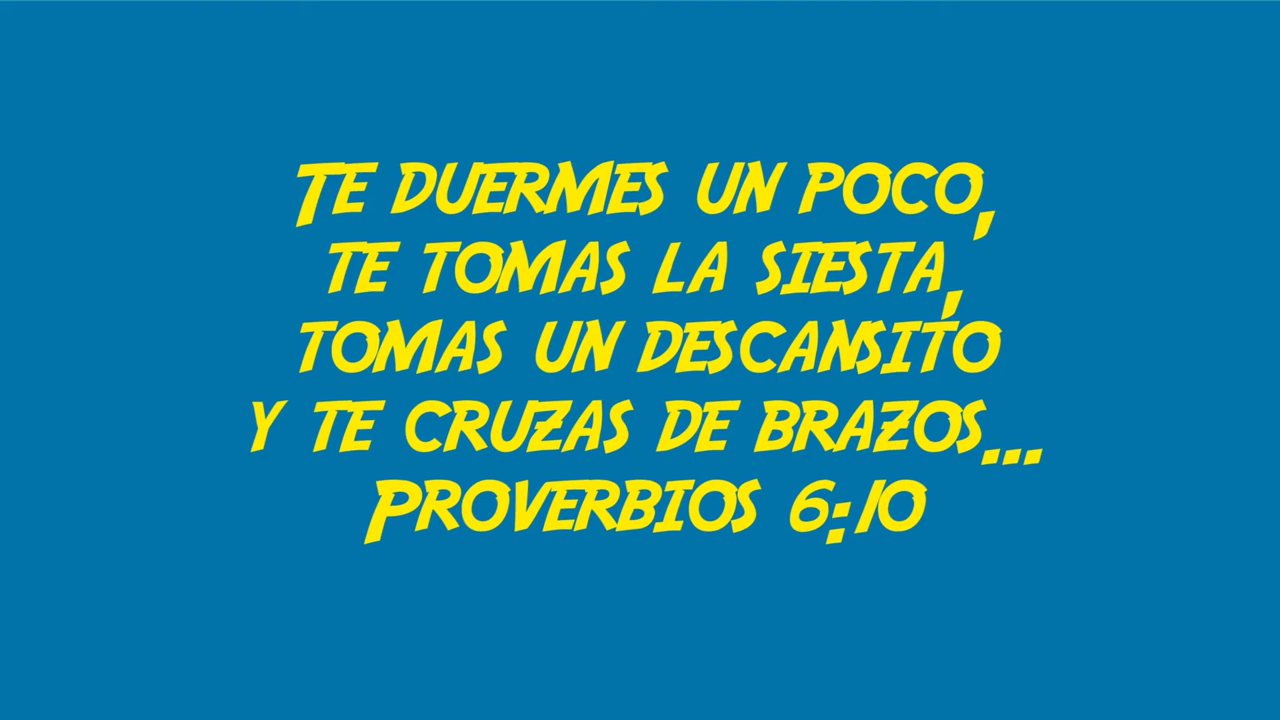 Te duermes un poco,
te tomas la siesta,
tomas un descansito
y te cruzas de brazos...
Proverbios 6:10